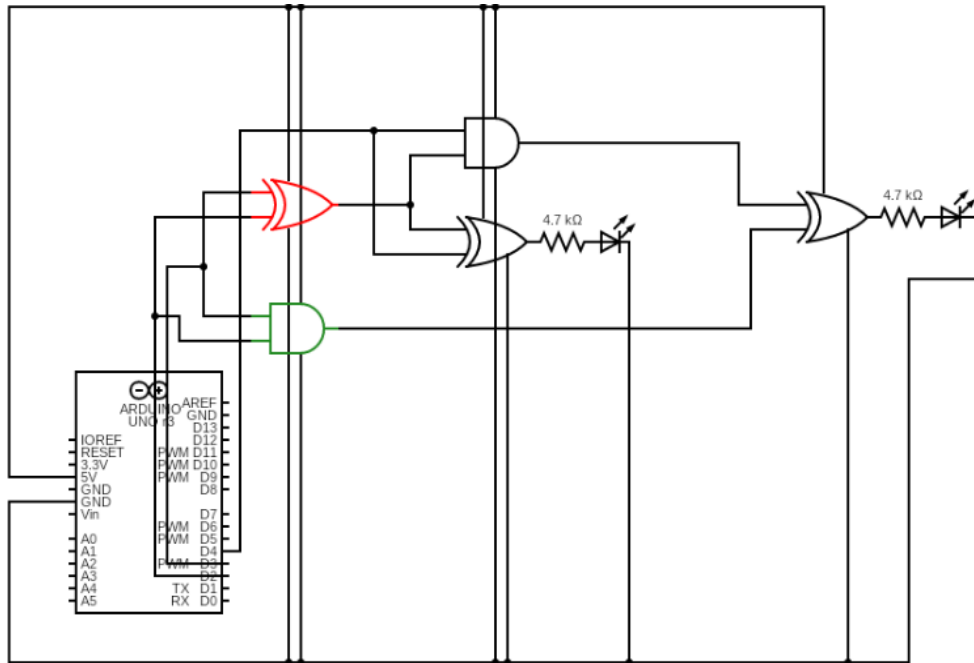 4.7 kΩ
4.7 kΩ
ARDUINO
UNO r3
AREF
GND
D13
D12
IOREF
RESET
PWM D11
3.3V
PWM D10
5V
PWM D9
GND
D8
GND
Vin
D7
PWM D6
A0
PWM D5
A1
D4
A2
PWM D3
A3
D2
A4
TX D1
A5
RX D0